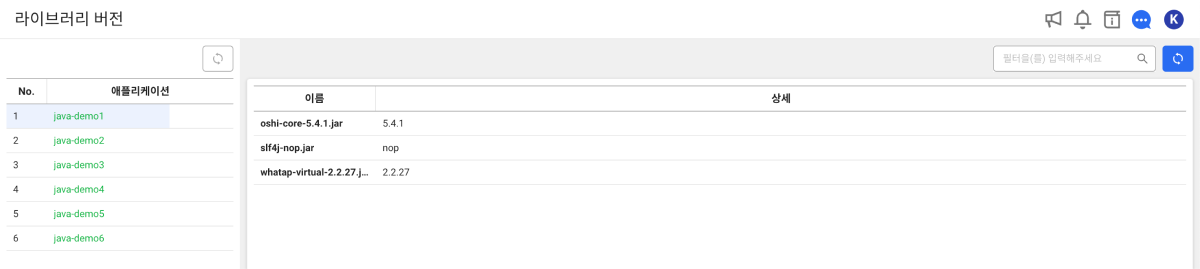 라이브러리 버전
K
필터을(를) 입력해주세요
No. 애플리케이션
1 java-demo1
2 java-demo2
3 java-demo3
4 java-demo4
5 java-demo5
6 java-demo6
이름 상세
oshi-core-5.4.1.jar 5.4.1
slf4j-nop.jar nop
whatap-virtual-2.2.27.j... 2.2.27